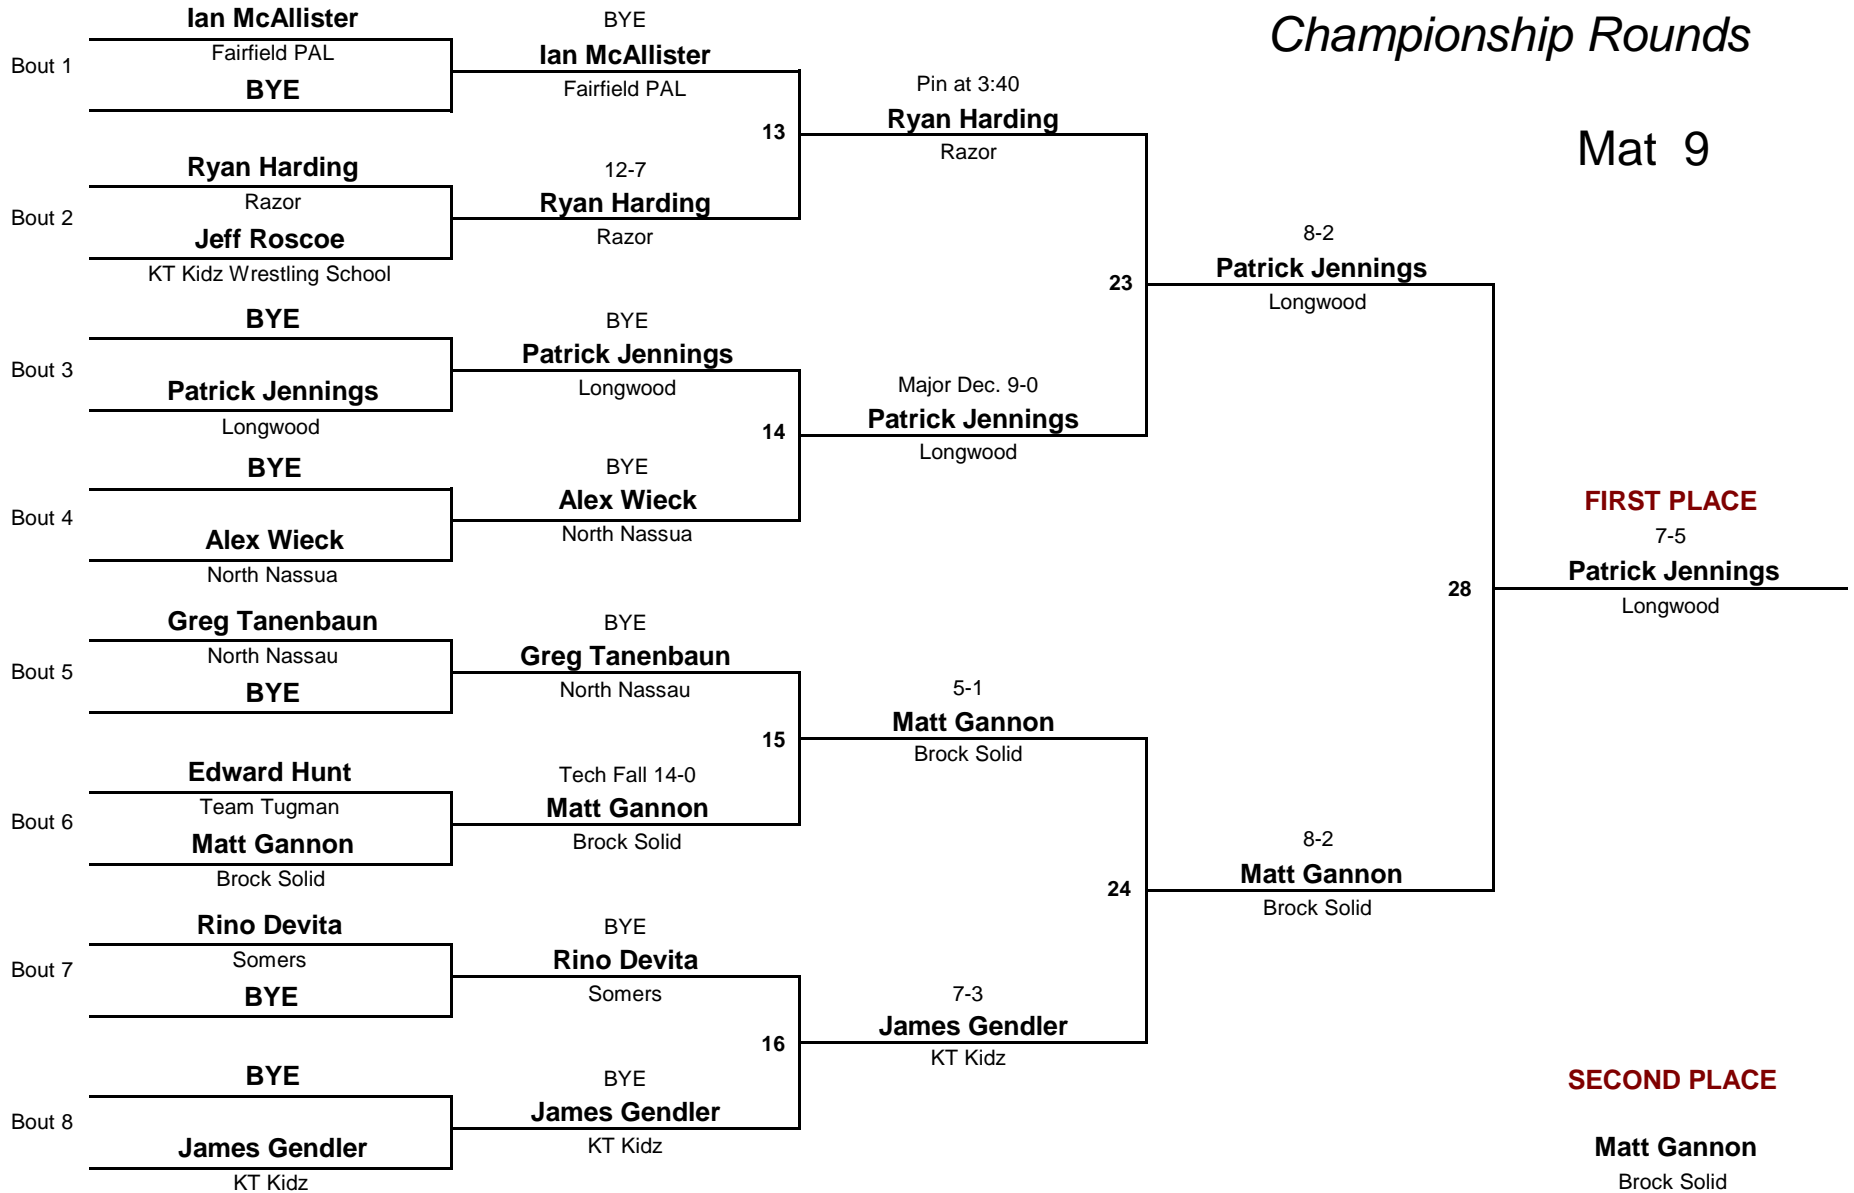 Championship Rounds
Mat 9
Bout 1
Ian McAllister
Fairfield PAL
BYE
Bout 2
Ryan Harding
Razor
Jeff Roscoe
KT Kidz Wrestling School
Bout 3
BYE
Patrick Jennings
Longwood
Bout 4
BYE
Alex Wieck
North Nassua
Bout 5
Greg Tanenbaun
North Nassau
BYE
Bout 6
Edward Hunt
Team Tugman
Matt Gannon
Brock Solid
Bout 7
Rino Devita
Somers
BYE
Bout 8
BYE
James Gendler
KT Kidz
BYE
Ian McAllister
Fairfield PAL
13
12-7
Ryan Harding
Razor
BYE
Patrick Jennings
Longwood
14
BYE
Alex Wieck
North Nassua
BYE
Greg Tanenbaun
North Nassau
15
Tech Fall 14-0
Matt Gannon
Brock Solid
BYE
Rino Devita
Somers
16
BYE
James Gendler
KT Kidz
Pin at 3:40
Ryan Harding
Razor
23
Major Dec. 9-0
Patrick Jennings
Longwood
5-1
Matt Gannon
Brock Solid
24
7-3
James Gendler
KT Kidz
8-2
Patrick Jennings
Longwood
28
8-2
Matt Gannon
Brock Solid
FIRST PLACE
7-5
Patrick Jennings
Longwood
SECOND PLACE
Matt Gannon
Brock Solid